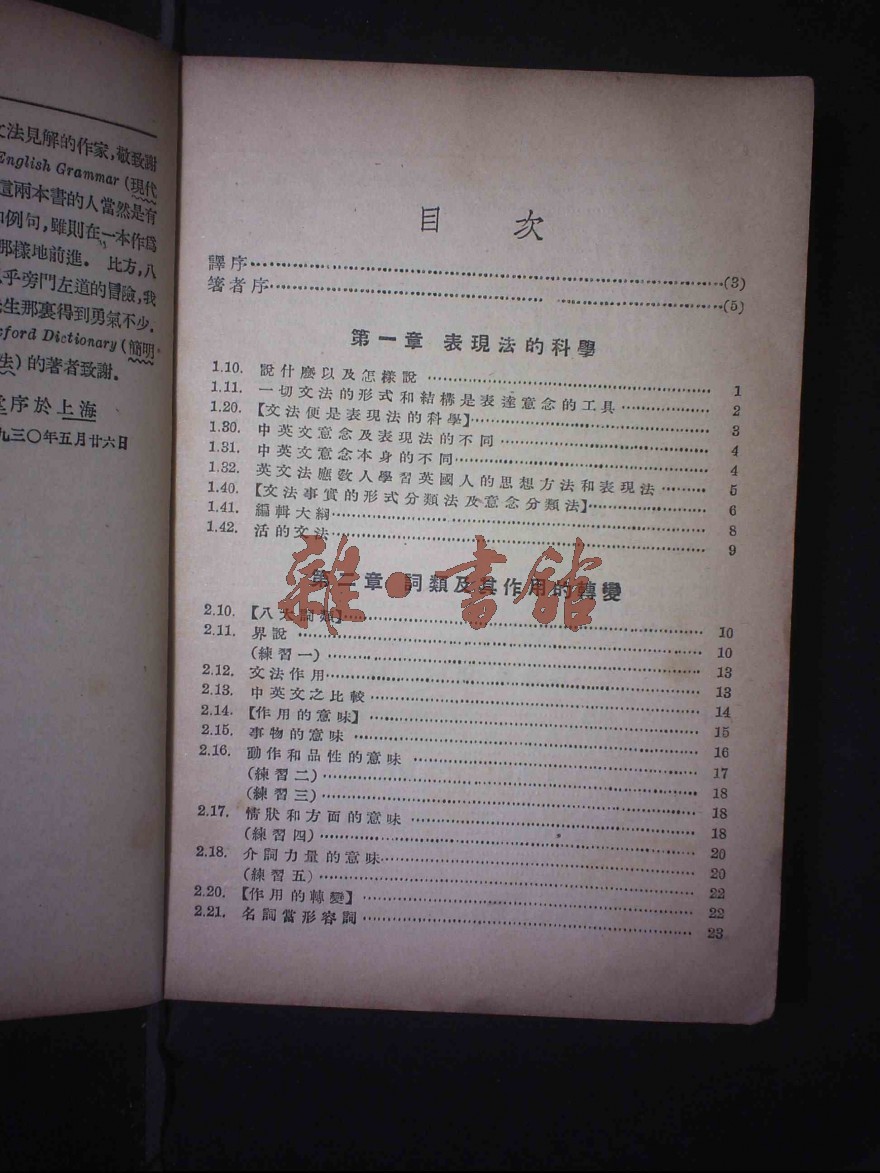 文法見解的作家,敬致謝
English Grammar (現代
這兩本書的人當然是有
如例句,雖則在一本作爲
那樣地前進。 比方,八
乎旁門左道的冒險,我
先生那裏得到勇氣不少.
ford Dictionary (簡明
法) 的著者致謝.
序於上海
九三〇年五月廿六日
目 次
譯序 (3)
箸者序 (5)
第一章 表現法的科學
1.10. 說什麼以及怎樣說 1
1.11. 一切文法的形式和結構是表達意念的工具 2
1.20. 【文法便是表現法的科學】 3
1.30. 中英文意念及表現法的不同 4
1.31. 中英文意念本身的不同 4
1.32. 英文法應敎人學習英國人的思想方法和表現法 5
1.40. 【文法事實的形式分類法及意念分類法】 6
1.41. 編輯大綱 8
1.42. 活的文法 9
雜·書館
第二章 詞類及其作用的轉變
2.10. 【八大詞類】 10
2.11. 界說 10
(練習一) 13
2.12. 文法作用 13
2.13. 中英文之比較 14
2.14. 【作用的意味】 15
2.15. 事物的意味 16
2.16. 動作和品性的意味 17
(練習二) 18
(練習三) 18
2.17. 情狀和方面的意味 18
(練習四) 20
2.18. 介詞力量的意味 20
(練習五) 22
2.20. 【作用的轉變】 22
2.21. 名詞當形容詞 23